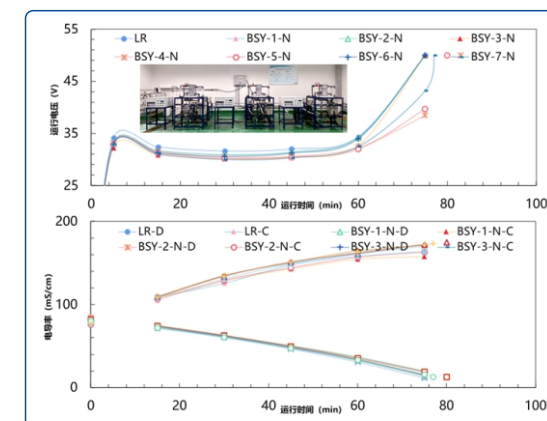 55
LR BSY-1-N BSY-2-N BSY-3-N
BSY-4-N BSY-5-N BSY-6-N BSY-7-N
45
35
25
运行电压 (V)
0 20 40 60 80 100
运行时间 (min)
200
LR-D LR-C BSY-1-N-D BSY-1-N-C
BSY-2-N-D BSY-2-N-C BSY-3-N-D BSY-3-N-C
100
0
电导率 (mS/cm)
0 20 40 60 80 100
运行时间 (min)